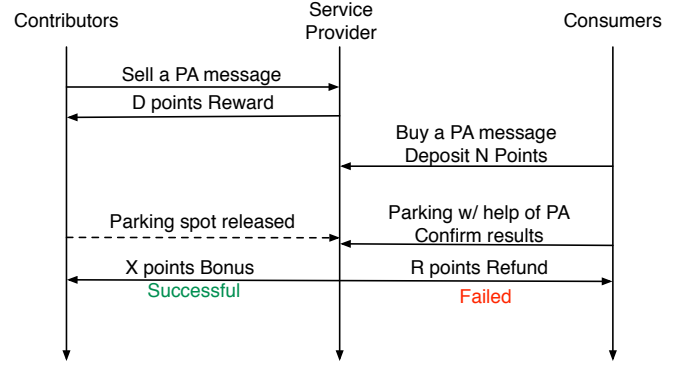 Contributors
Service
Provider
Consumers
Sell a PA message
D points Reward
Buy a PA message
Deposit N Points
Parking spot released
Parking w/ help of PA
Confirm results
X points Bonus
Successful
R points Refund
Failed